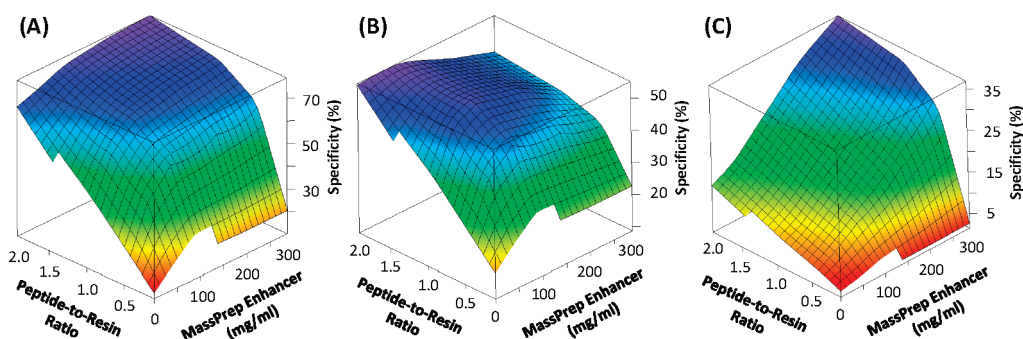 (A)
70
50
30
Specificity (%)
2.0
1.5
1.0
0.5
0
100
200
300
Peptide-to-Resin
Ratio
MassPrep Enhancer
(mg/ml)
(B)
50
40
30
20
Specificity (%)
2.0
1.5
1.0
0.5
0
100
200
300
Peptide-to-Resin
Ratio
MassPrep Enhancer
(mg/ml)
(C)
35
25
15
5
Specificity (%)
2.0
1.5
1.0
0.5
0
100
200
300
Peptide-to-Resin
Ratio
MassPrep Enhancer
(mg/ml)